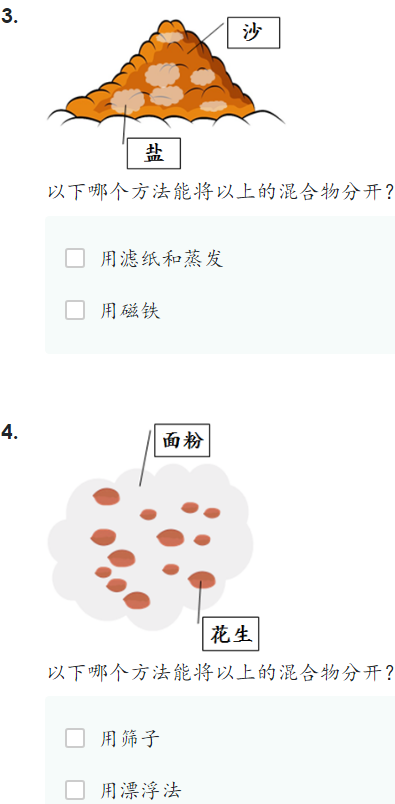 3.
沙
盐
以下哪个方法能将以上的混合物分开?
用滤纸和蒸发
用磁铁
4.
面粉
花生
以下哪个方法能将以上的混合物分开?
用筛子
用漂浮法